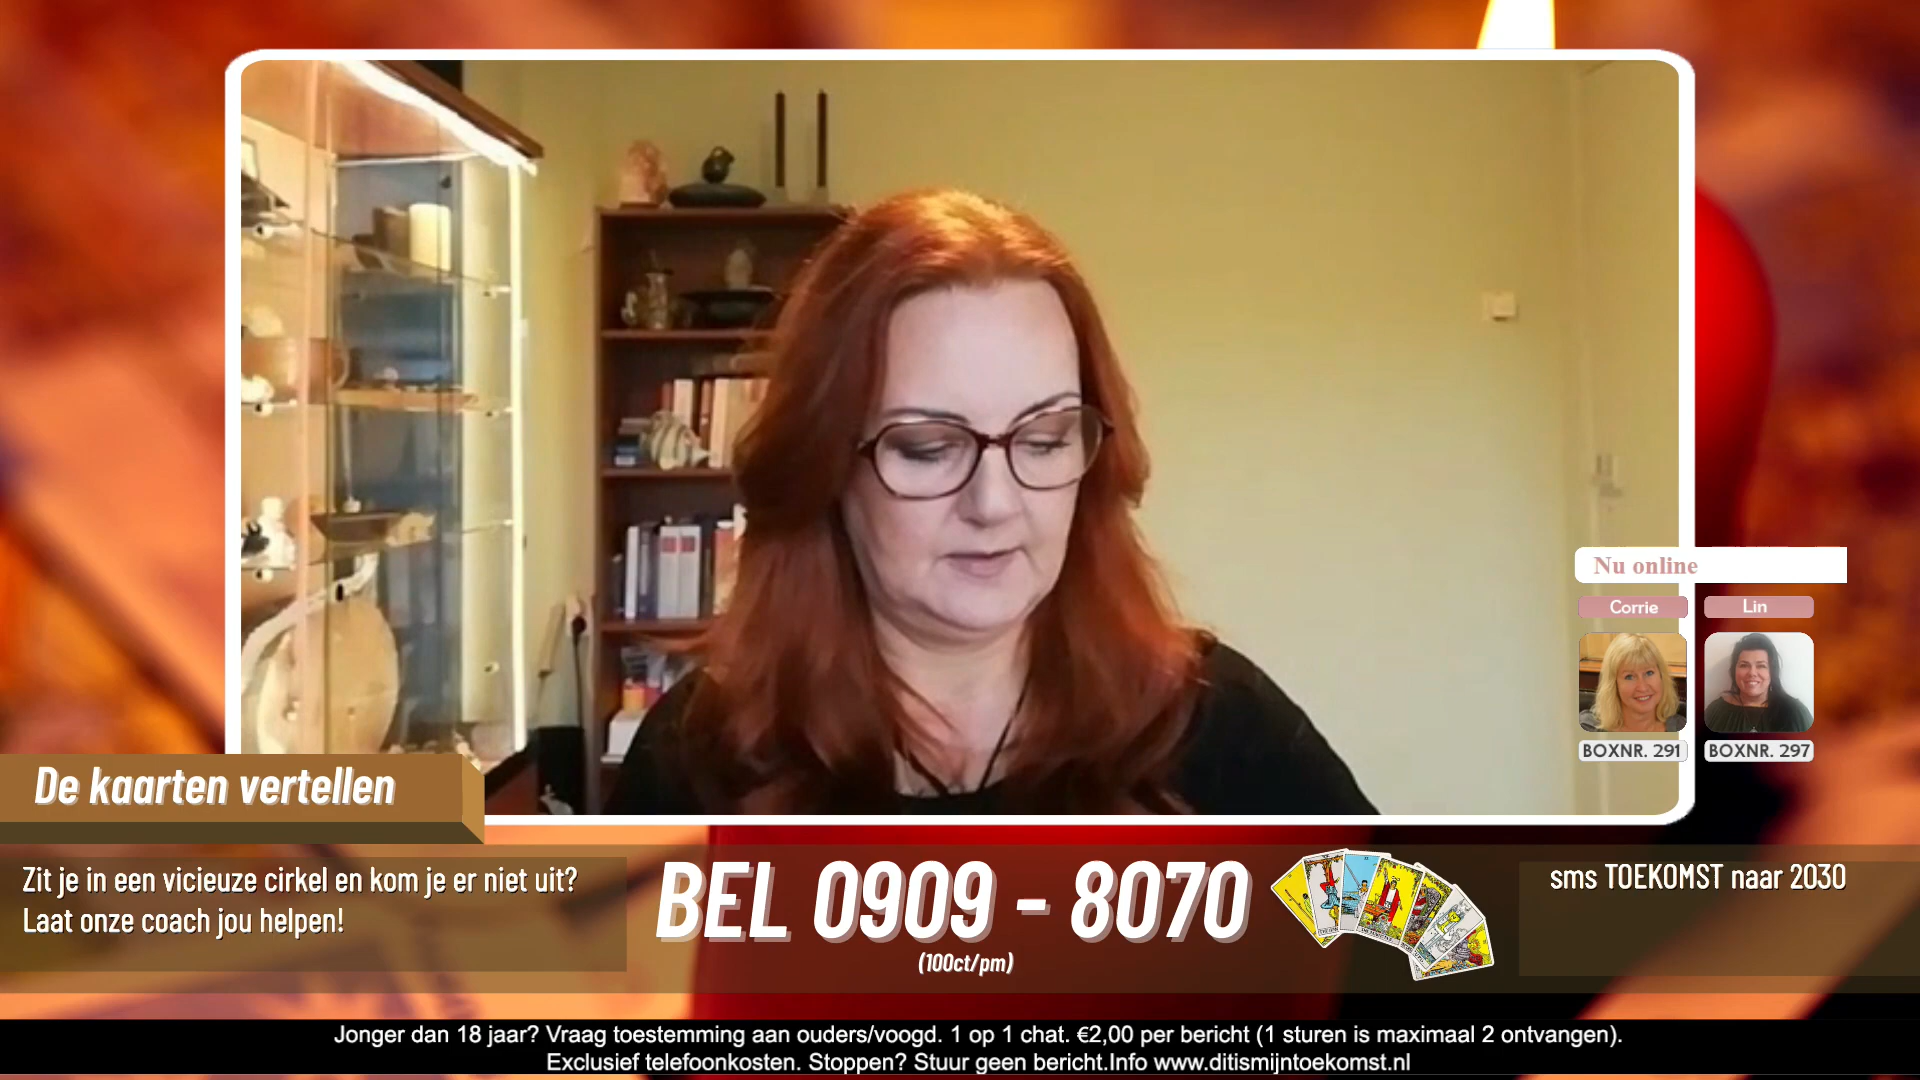 Nu online
Corrie
Lin
BOXNR. 291
BOXNR. 297
De kaarten vertellen
Zit je in een vicieuze cirkel en kom je er niet uit?
Laat onze coach jou helpen!
BEL 0909 - 8070
(100ct/pm)
sms TOEKOMST naar 2030
Jonger dan 18 jaar? Vraag toestemming aan ouders/voogd. 1 op 1 chat. €2,00 per bericht (1 sturen is maximaal 2 ontvangen).
Exclusief telefoonkosten. Stoppen? Stuur geen bericht.Info www.ditismijntoekomst.nl